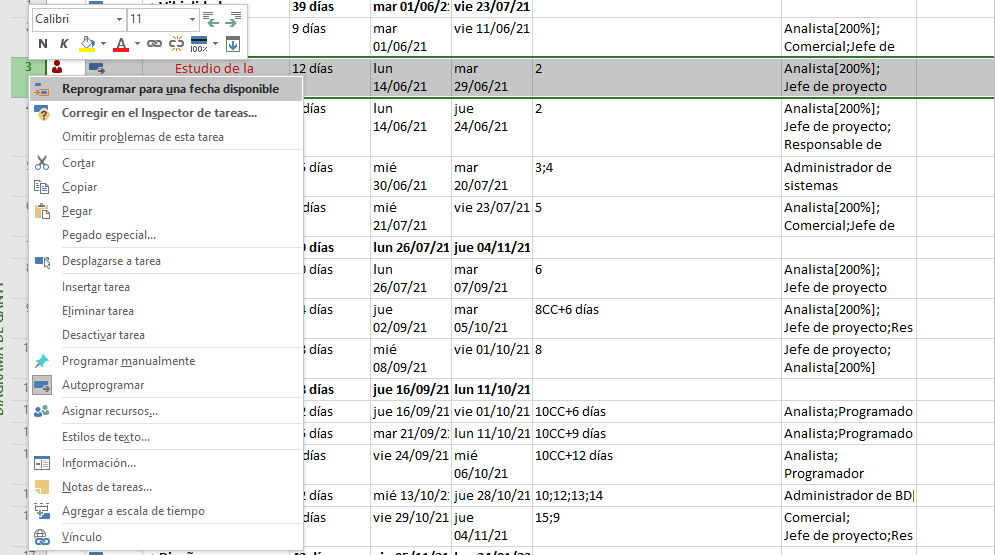 39 días mar 01/06/21 vie 23/07/21
Calibri 11
N K 100%
9 días mar 01/06/21 vie 11/06/21 Analista[200%]; Comercial;Jefe de
3 Estudio de la 12 días lun 14/06/21 mar 29/06/21 2 Analista[200%]; Jefe de proyecto
Reprogramar para una fecha disponible
Corregir en el Inspector de tareas...
Omitir problemas de esta tarea
Cortar
Copiar
Pegar
Pegado especial...
Desplazarse a tarea
Insertar tarea
Eliminar tarea
Desactivar tarea
Programar manualmente
Autoprogramar
Asignar recursos...
Estilos de texto...
Información...
Notas de tareas...
Agregar a escala de tiempo
Vínculo
días lun 14/06/21 jue 24/06/21 2 Analista[200%]; Jefe de proyecto; Responsable de
días mié 30/06/21 mar 20/07/21 3;4 Administrador de sistemas
días mié 21/07/21 vie 23/07/21 5 Analista[200%]; Comercial;Jefe de
días lun 26/07/21 jue 04/11/21
días lun 26/07/21 mar 07/09/21 6 Analista[200%]; Jefe de proyecto
días jue 02/09/21 mar 05/10/21 8CC+6 días Analista[200%]; Jefe de proyecto;Res
días mié 08/09/21 vie 01/10/21 8 Jefe de proyecto; Analista[200%]
días jue 16/09/21 lun 11/10/21
días jue 16/09/21 vie 01/10/21 10CC+6 días Analista;Programado
días mar 21/09/21 lun 11/10/21 10CC+9 días Analista;Programado
días vie 24/09/21 mié 06/10/21 10CC+12 días Analista; Programador
días mié 13/10/21 jue 28/10/21 10;12;13;14 Administrador de BD
días vie 29/10/21 jue 04/11/21 15;9 Comercial; Jefe de proyecto;Res